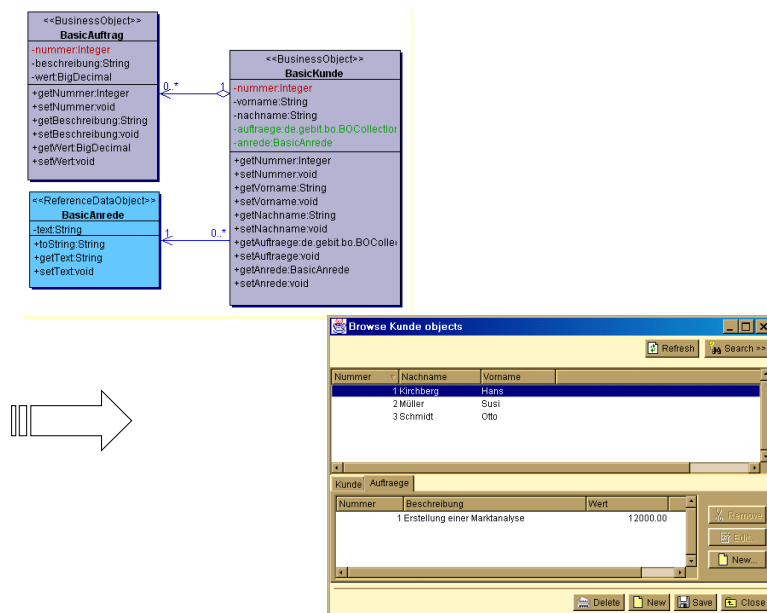 <<BusinessObject>>
BasicAuftrag
-nummer:Integer
-beschreibung:String
-wert:BigDecimal
+getNummer:Integer
+setNummer:void
+getBeschreibung:String
+setBeschreibung:void
+getWert:BigDecimal
+setWert:void
0..*
1
<<BusinessObject>>
BasicKunde
-nummer:Integer
-vorname:String
-nachname:String
-auftraege:de.gebit.bo.BOCollection
-anrede:BasicAnrede
+getNummer:Integer
+setNummer:void
+getVorname:String
+setVorname:void
+getNachname:String
+setNachname:void
+getAuftraege:de.gebit.bo.BOColle
+setAuftraege:void
+getAnrede:BasicAnrede
+setAnrede:void
<<ReferenceDataObject>>
BasicAnrede
-text:String
+toString:String
+getText:String
+setText:void
1
0..*
Browse Kunde objects
Refresh Search >>
Nummer Nachname Vorname
1 Kirchberg Hans
2 Müller Susi
3 Schmidt Otto
Kunde Auftraege
Nummer Beschreibung Wert
1 Erstellung einer Marktanalyse 12000.00
Remove
Edit...
New...
Delete New Save Close